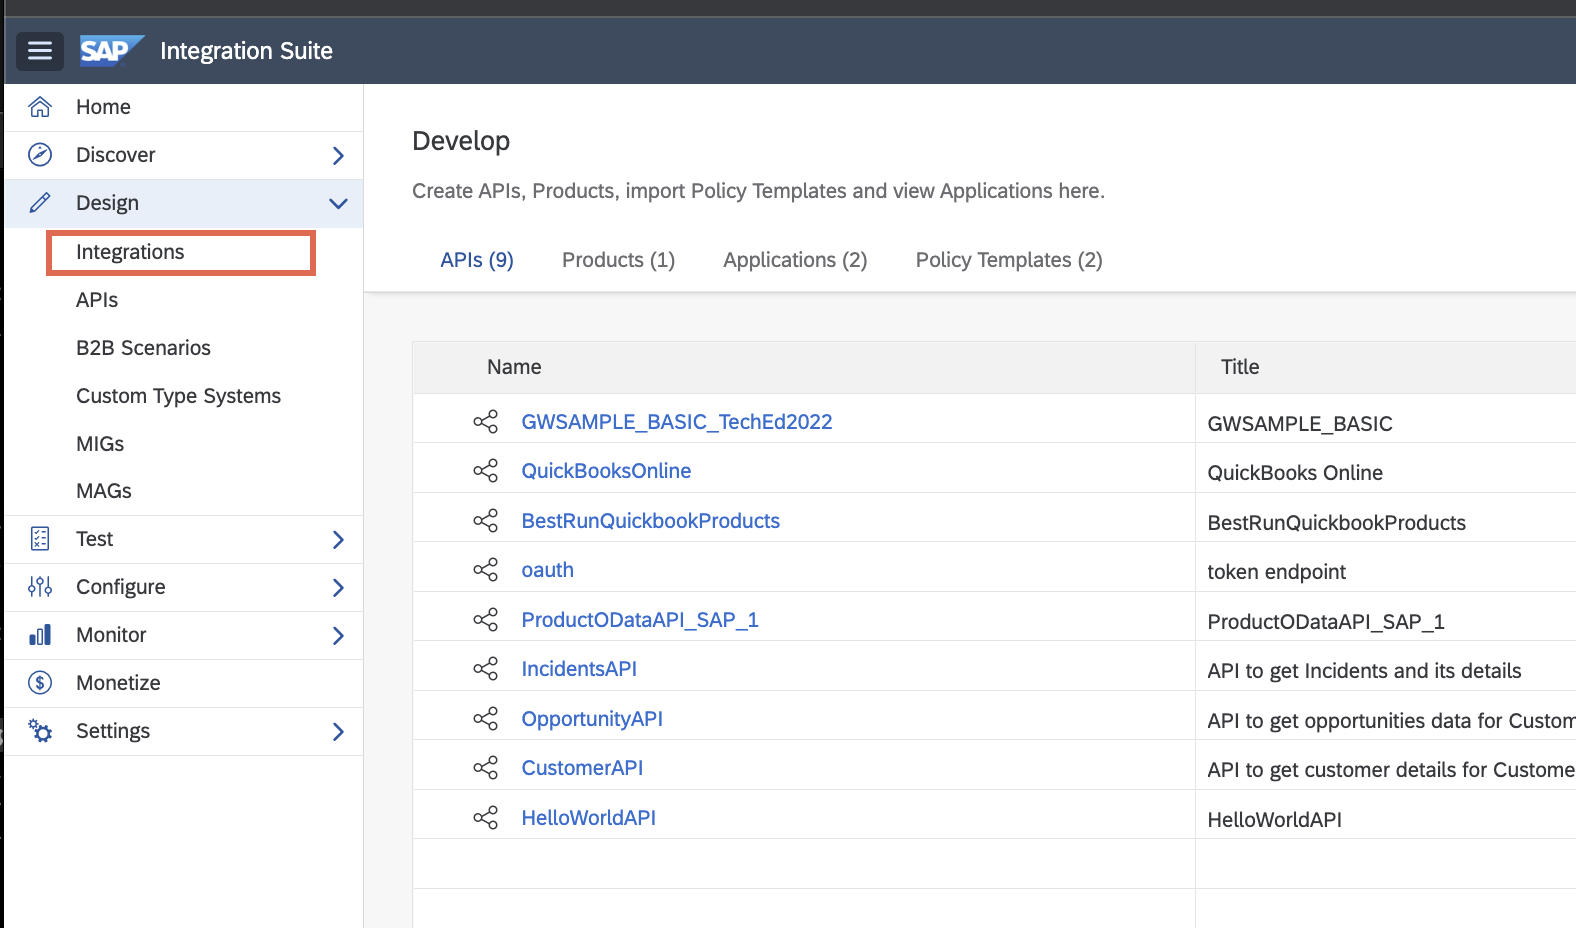 SAP Integration Suite
Home
Discover
Design
Integrations
APIs
B2B Scenarios
Custom Type Systems
MIGs
MAGs
Test
Configure
Monitor
Monetize
Settings
Develop
Create APIs, Products, import Policy Templates and view Applications here.
APIs (9) Products (1) Applications (2) Policy Templates (2)
Name Title
GWSAMPLE_BASIC_TechEd2022 GWSAMPLE_BASIC
QuickBooksOnline QuickBooks Online
BestRunQuickbookProducts BestRunQuickbookProducts
oauth token endpoint
ProductODataAPI_SAP_1 ProductODataAPI_SAP_1
IncidentsAPI API to get Incidents and its details
OpportunityAPI API to get opportunities data for Custom
CustomerAPI API to get customer details for Custome
HelloWorldAPI HelloWorldAPI